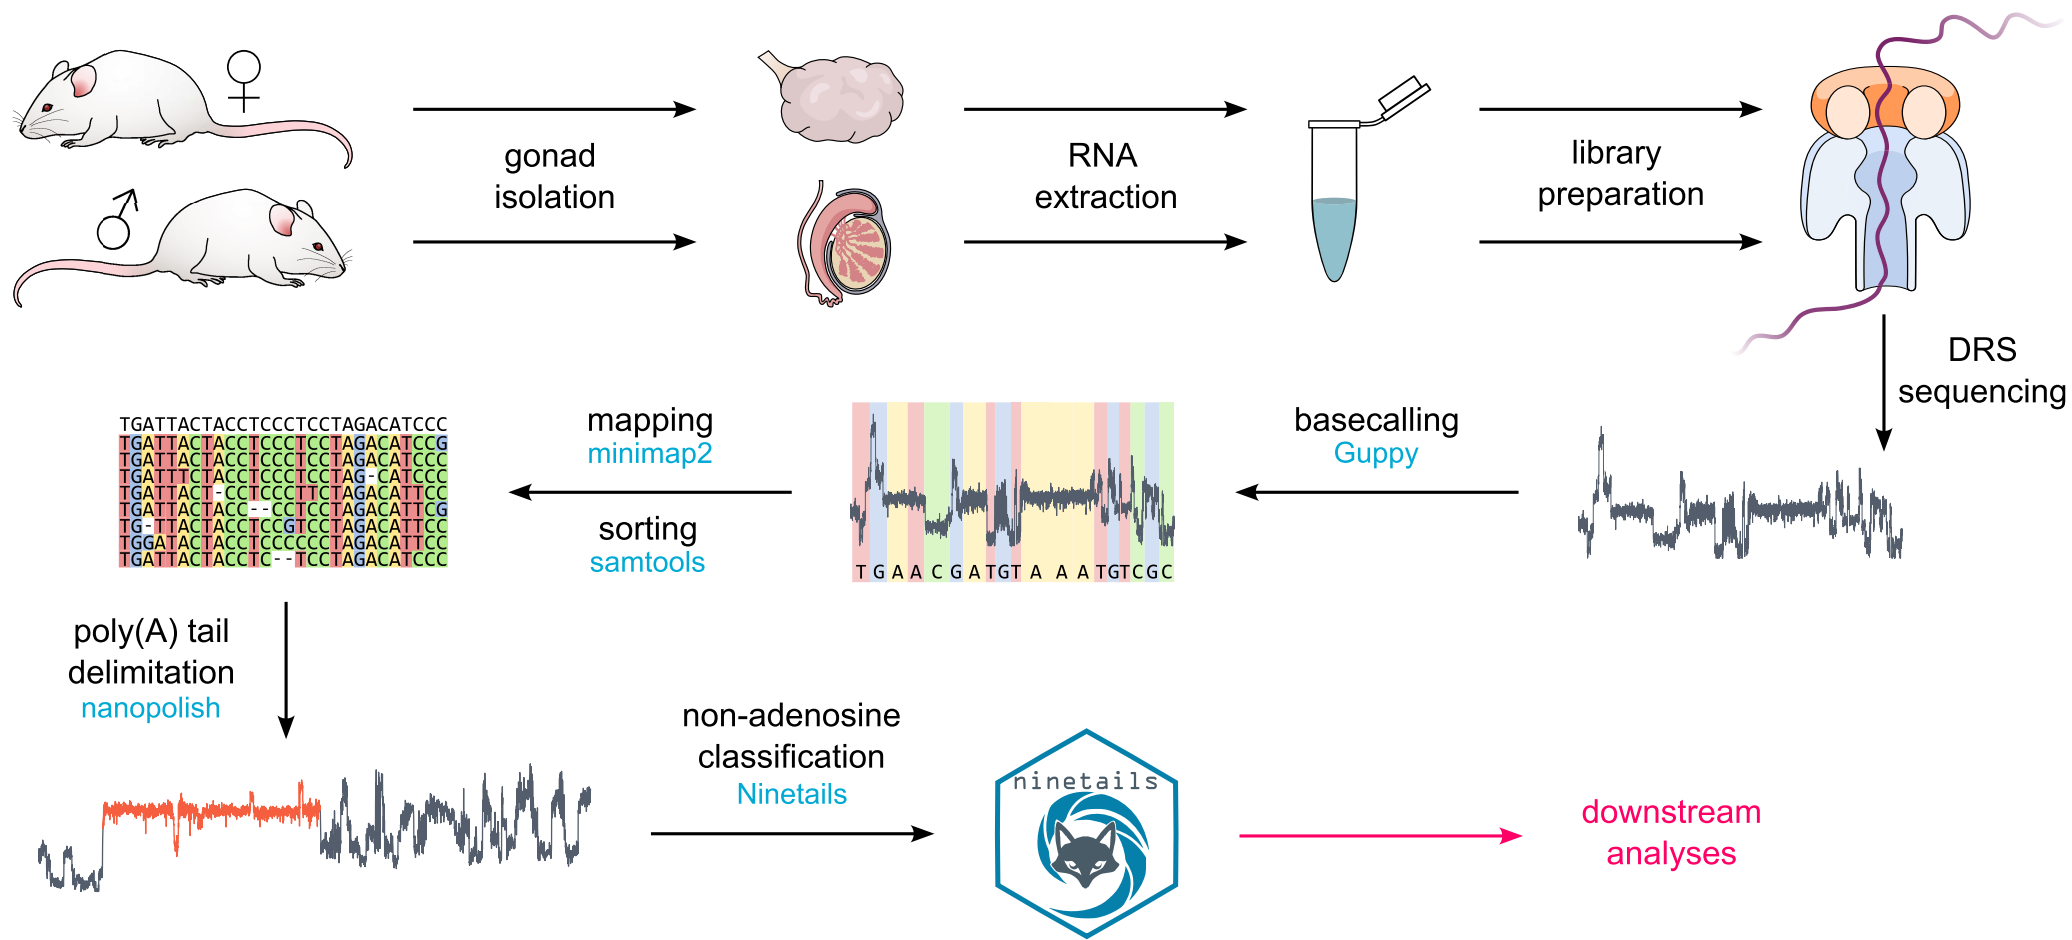 ♀
♂
gonad
isolation
RNA
extraction
library
preparation
DRS
sequencing
basecalling
Guppy
TGAACGATGTAAATGTCGC
mapping
minimap2
sorting
samtools
TGATTACTACCTCCCTCCTAGACATCCC
TGATTACTACCTCCCTCCTAGACATCCG
TGATTACTACCTCCCTCCTAGACATCCC
TGATTTCTACCTCCCTCCTAG-CATCCC
TGATTACT-CCTCCCTTCTAGACATTCC
TGATTACTACC--CCTCCTAGACATTCG
TG-TTACTACCTCCGTCCTAGACATTCC
TGGATACTACCTCCCCCCTAGACATTCC
TGATTACTACCTC--TCCTAGACATCCC
poly(A) tail
delimitation
nanopolish
non-adenosine
classification
Ninetails
ninetails
downstream
analyses